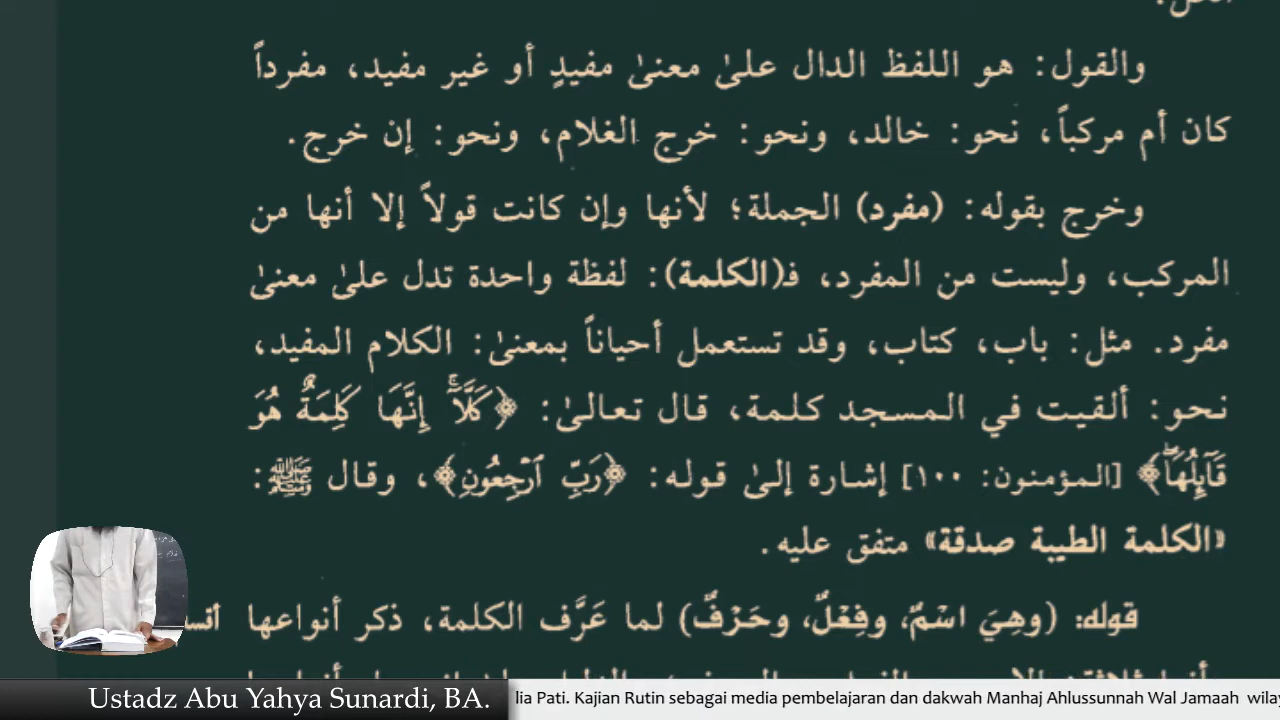 والقول: هو اللفظ الدال علىٰ معنىٰ مفيدٍ أو غير مفيد، مفرداً
كان أم مركباً، نحو: خالد، ونحو: خرج الغلام، ونحو: إن خرج.
وخرج بقوله: (مفرد) الجملة؛ لأنها وإن كانت قولاً إلا أنها من
المركب، وليست من المفرد، فـ(الكلمة): لفظة واحدة تدل علىٰ معنىٰ
مفرد. مثل: باب، كتاب، وقد تستعمل أحياناً بمعنىٰ: الكلام المفيد،
نحو: ألقيت في المسجد كلمة، قال تعالىٰ: ﴿كَلَّآۚ إِنَّهَا كَلِمَةٌ هُوَ
قَآئِلُهَاۖ﴾ [المؤمنون: ١٠٠] إشارة إلىٰ قوله: ﴿رَبِّ ٱرۡجِعُونِ﴾، وقال ﷺ:
«الكلمة الطيبة صدقة» متفق عليه.
قوله: (وهِيَ اسْمٌ، وفِعْلٌ، وحَرْفٌ) لما عَرَّف الكلمة، ذكر أنواعها
Ustadz Abu Yahya Sunardi, BA.
lia Pati. Kajian Rutin sebagai media pembelajaran dan dakwah Manhaj Ahlussunnah Wal Jamaah wilay